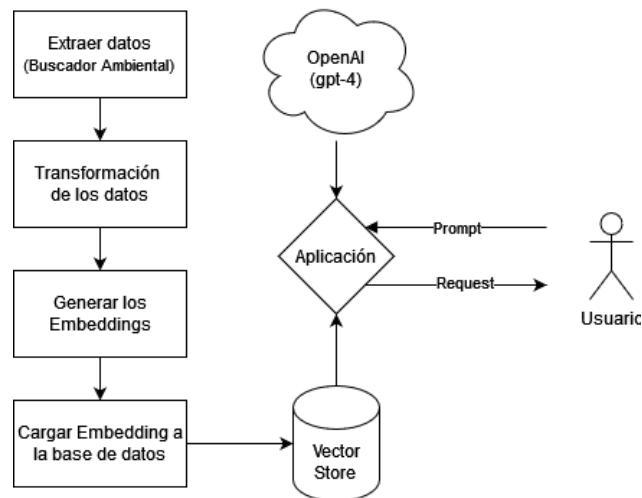 Extraer datos
(Buscador Ambiental)
Transformación
de los datos
Generar los
Embeddings
Cargar Embedding a
la base de datos
OpenAI
(gpt-4)
Aplicación
Prompt
Request
Usuario
Vector
Store